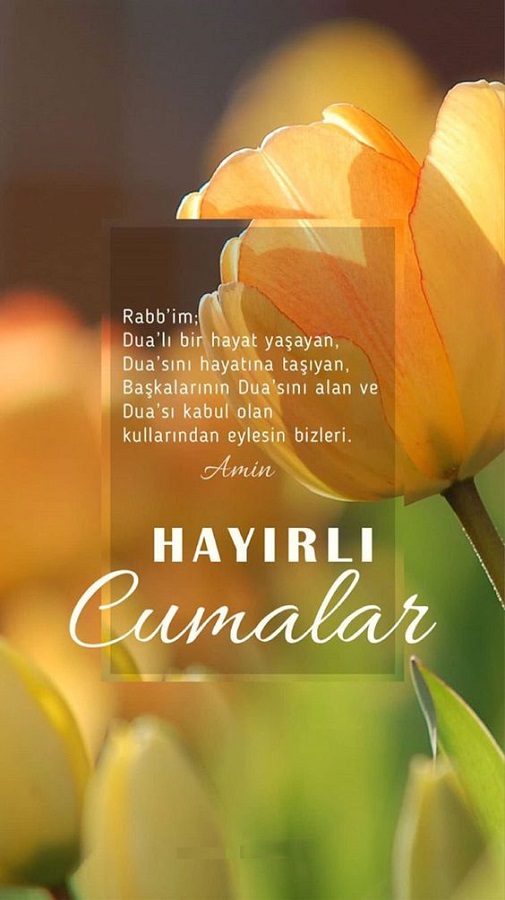 Rabb'im;
Dua'lı bir hayat yaşayan,
Dua'sını hayatına taşıyan,
Başkalarının Dua'sını alan ve
Dua'sı kabul olan
kullarından eylesin bizleri.
Amin
HAYIRLI
Cumalar